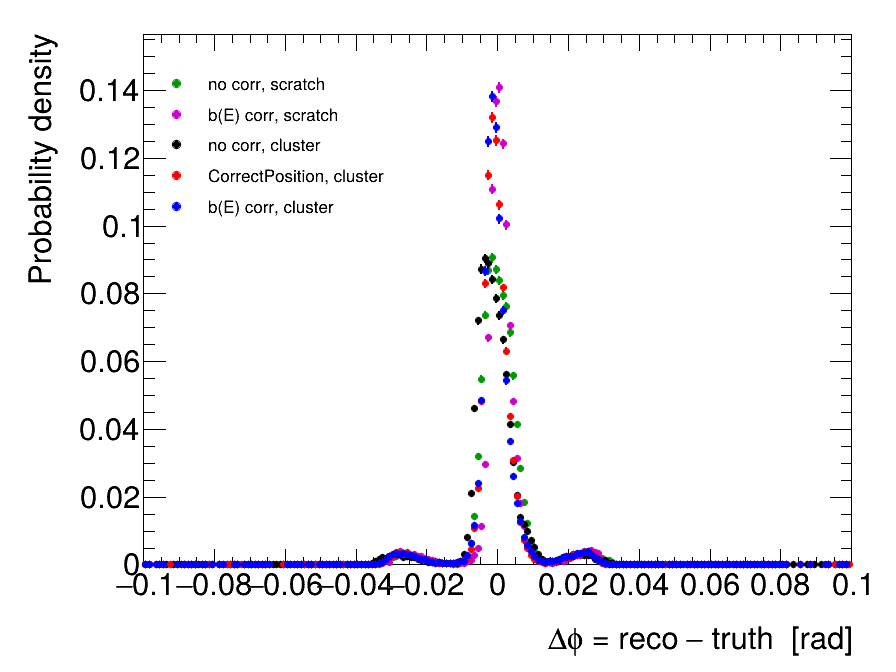 Probability density
0.14
0.12
0.1
0.08
0.06
0.04
0.02
0
no corr, scratch
b(E) corr, scratch
no corr, cluster
CorrectPosition, cluster
b(E) corr, cluster
−0.1 −0.08 −0.06 −0.04 −0.02 0 0.02 0.04 0.06 0.08 0.1
Δϕ = reco − truth [rad]